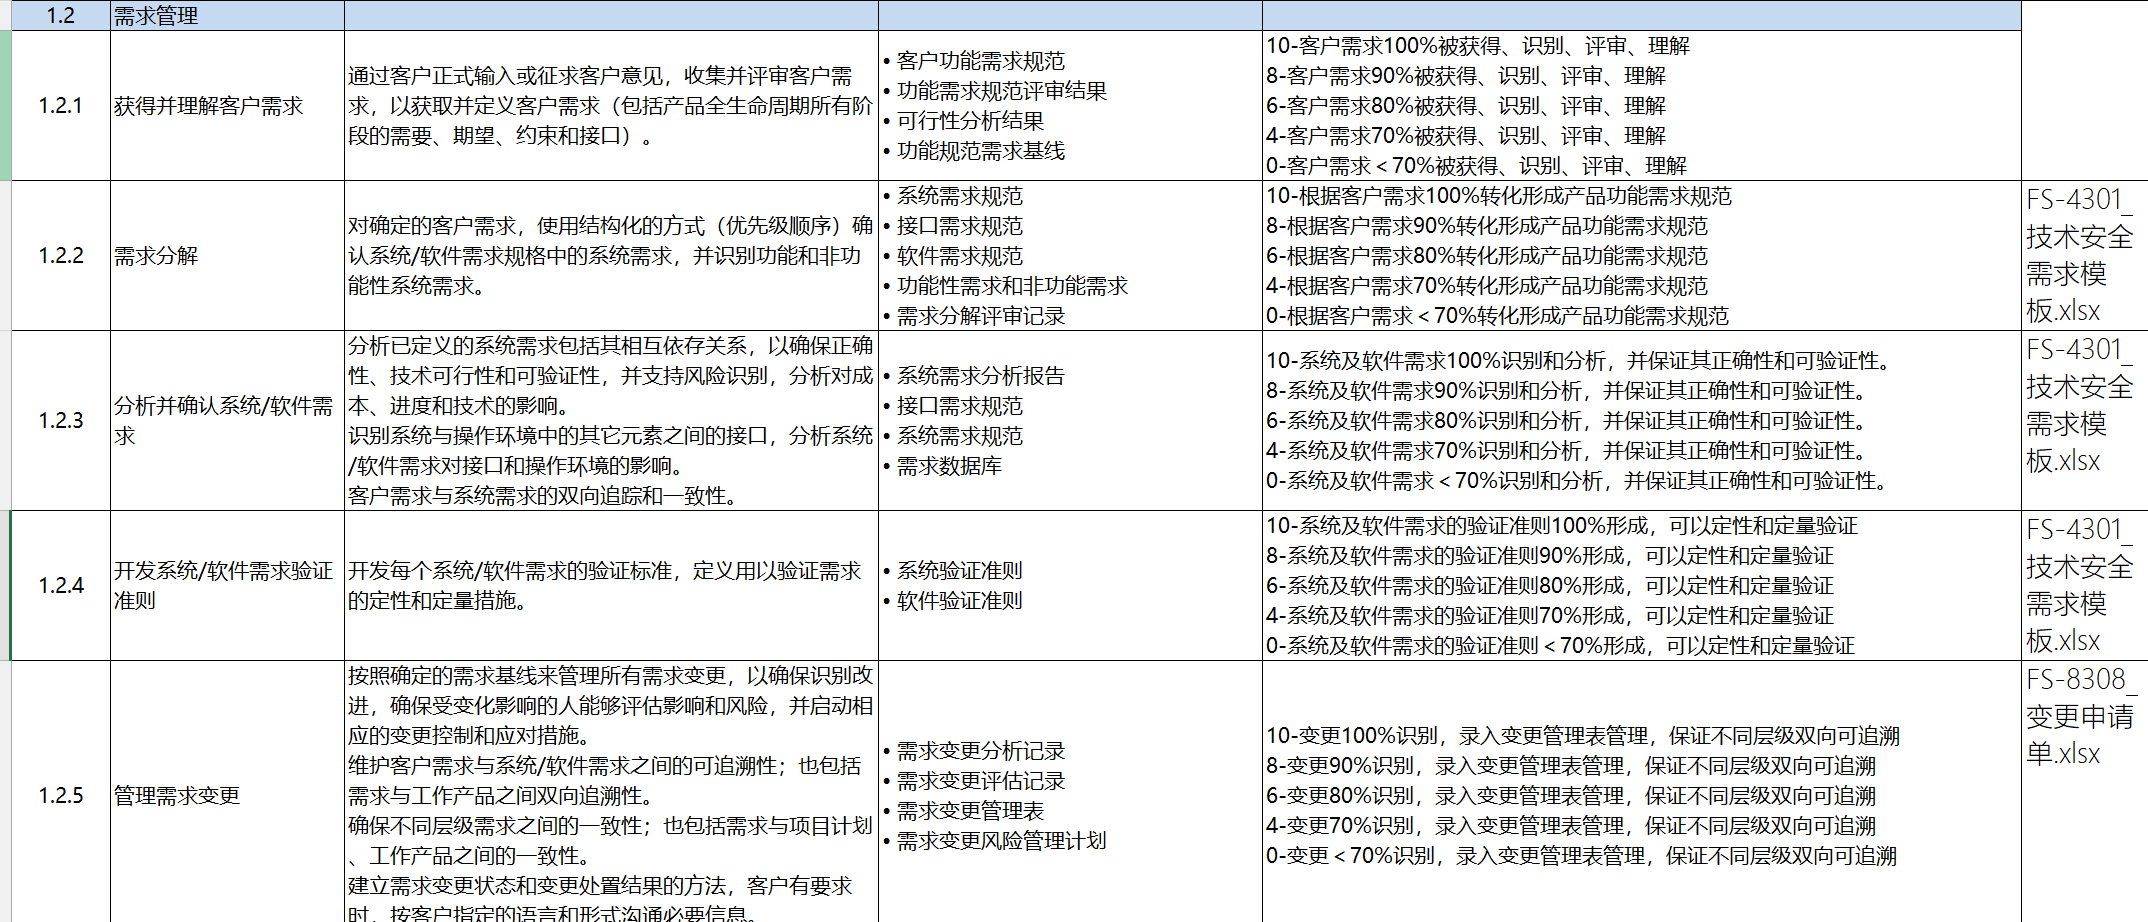 1.2
需求管理
1.2.1
获得并理解客户需求
通过客户正式输入或征求客户意见，收集并评审客户需
求，以获取并定义客户需求（包括产品全生命周期所有阶
段的需要、期望、约束和接口）。
• 客户功能需求规范
• 功能需求规范评审结果
• 可行性分析结果
• 功能规范需求基线
10-客户需求100%被获得、识别、评审、理解
8-客户需求90%被获得、识别、评审、理解
6-客户需求80%被获得、识别、评审、理解
4-客户需求70%被获得、识别、评审、理解
0-客户需求＜70%被获得、识别、评审、理解
1.2.2
需求分解
对确定的客户需求，使用结构化的方式（优先级顺序）确
认系统/软件需求规格中的系统需求，并识别功能和非功
能性系统需求。
• 系统需求规范
• 接口需求规范
• 软件需求规范
• 功能性需求和非功能需求
• 需求分解评审记录
10-根据客户需求100%转化形成产品功能需求规范
8-根据客户需求90%转化形成产品功能需求规范
6-根据客户需求80%转化形成产品功能需求规范
4-根据客户需求70%转化形成产品功能需求规范
0-根据客户需求＜70%转化形成产品功能需求规范
FS-4301_
技术安全
需求模
板.xlsx
1.2.3
分析并确认系统/软件需
求
分析已定义的系统需求包括其相互依存关系，以确保正确
性、技术可行性和可验证性，并支持风险识别，分析对成
本、进度和技术的影响。
识别系统与操作环境中的其它元素之间的接口，分析系统
/软件需求对接口和操作环境的影响。
客户需求与系统需求的双向追踪和一致性。
• 系统需求分析报告
• 接口需求规范
• 系统需求规范
• 需求数据库
10-系统及软件需求100%识别和分析，并保证其正确性和可验证性。
8-系统及软件需求90%识别和分析，并保证其正确性和可验证性。
6-系统及软件需求80%识别和分析，并保证其正确性和可验证性。
4-系统及软件需求70%识别和分析，并保证其正确性和可验证性。
0-系统及软件需求＜70%识别和分析，并保证其正确性和可验证性。
FS-4301_
技术安全
需求模
板.xlsx
1.2.4
开发系统/软件需求验证
准则
开发每个系统/软件需求的验证标准，定义用以验证需求
的定性和定量措施。
• 系统验证准则
• 软件验证准则
10-系统及软件需求的验证准则100%形成，可以定性和定量验证
8-系统及软件需求的验证准则90%形成，可以定性和定量验证
6-系统及软件需求的验证准则80%形成，可以定性和定量验证
4-系统及软件需求的验证准则70%形成，可以定性和定量验证
0-系统及软件需求的验证准则＜70%形成，可以定性和定量验证
FS-4301_
技术安全
需求模
板.xlsx
1.2.5
管理需求变更
按照确定的需求基线来管理所有需求变更，以确保识别改
进，确保受变化影响的人能够评估影响和风险，并启动相
应的变更控制和应对措施。
维护客户需求与系统/软件需求之间的可追溯性；也包括
需求与工作产品之间双向追溯性。
确保不同层级需求之间的一致性；也包括需求与项目计划
、工作产品之间的一致性。
建立需求变更状态和变更处置结果的方法，客户有要求
时，按客户指定的语言和形式沟通必要信息。
• 需求变更分析记录
• 需求变更评估记录
• 需求变更管理表
• 需求变更风险管理计划
10-变更100%识别，录入变更管理表管理，保证不同层级双向可追溯
8-变更90%识别，录入变更管理表管理，保证不同层级双向可追溯
6-变更80%识别，录入变更管理表管理，保证不同层级双向可追溯
4-变更70%识别，录入变更管理表管理，保证不同层级双向可追溯
0-变更＜70%识别，录入变更管理表管理，保证不同层级双向可追溯
FS-8308_
变更申请
单.xlsx